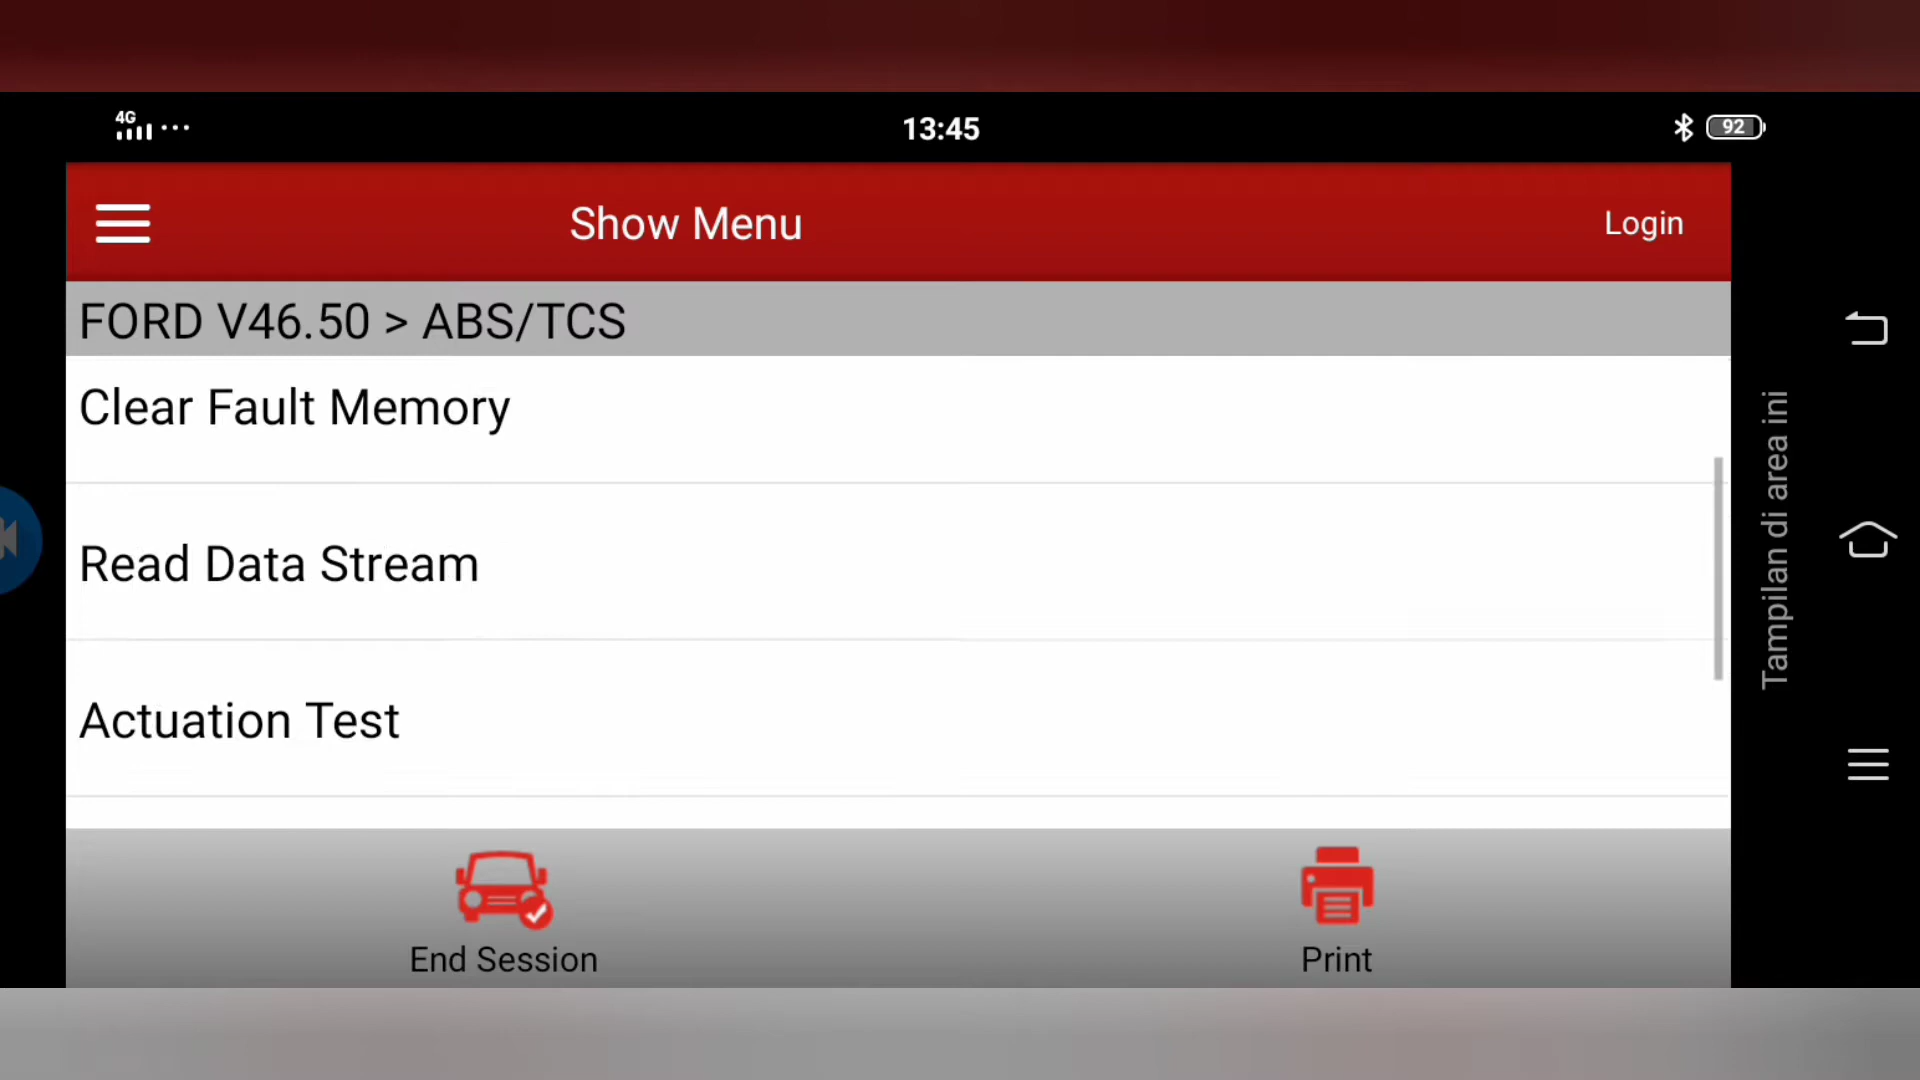 4G
13:45
92
Show Menu
Login
FORD V46.50 > ABS/TCS
Clear Fault Memory
Read Data Stream
Actuation Test
End Session
Print
Tampilan di area ini